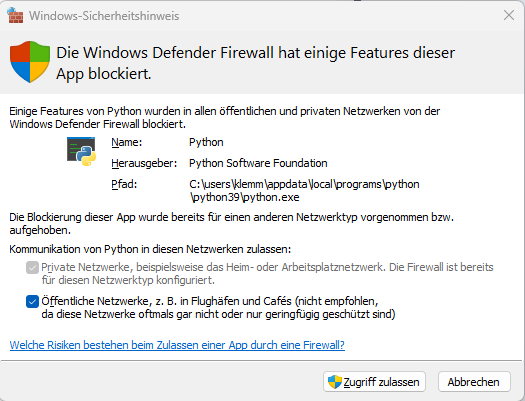 Windows-Sicherheitshinweis
Die Windows Defender Firewall hat einige Features dieser
App blockiert.
Einige Features von Python wurden in allen öffentlichen und privaten Netzwerken von der
Windows Defender Firewall blockiert.
Name: Python
Herausgeber: Python Software Foundation
Pfad: C:\users\klemm\appdata\local\programs\python
\python39\python.exe
Die Blockierung dieser App wurde bereits für einen anderen Netzwerktyp vorgenommen bzw.
aufgehoben.
Kommunikation von Python in diesen Netzwerken zulassen:
Private Netzwerke, beispielsweise das Heim- oder Arbeitsplatznetzwerk. Die Firewall ist bereits
für diesen Netzwerktyp konfiguriert.
Öffentliche Netzwerke, z. B. in Flughäfen und Cafés (nicht empfohlen,
da diese Netzwerke oftmals gar nicht oder nur geringfügig geschützt sind)
Welche Risiken bestehen beim Zulassen einer App durch eine Firewall?
Zugriff zulassen Abbrechen